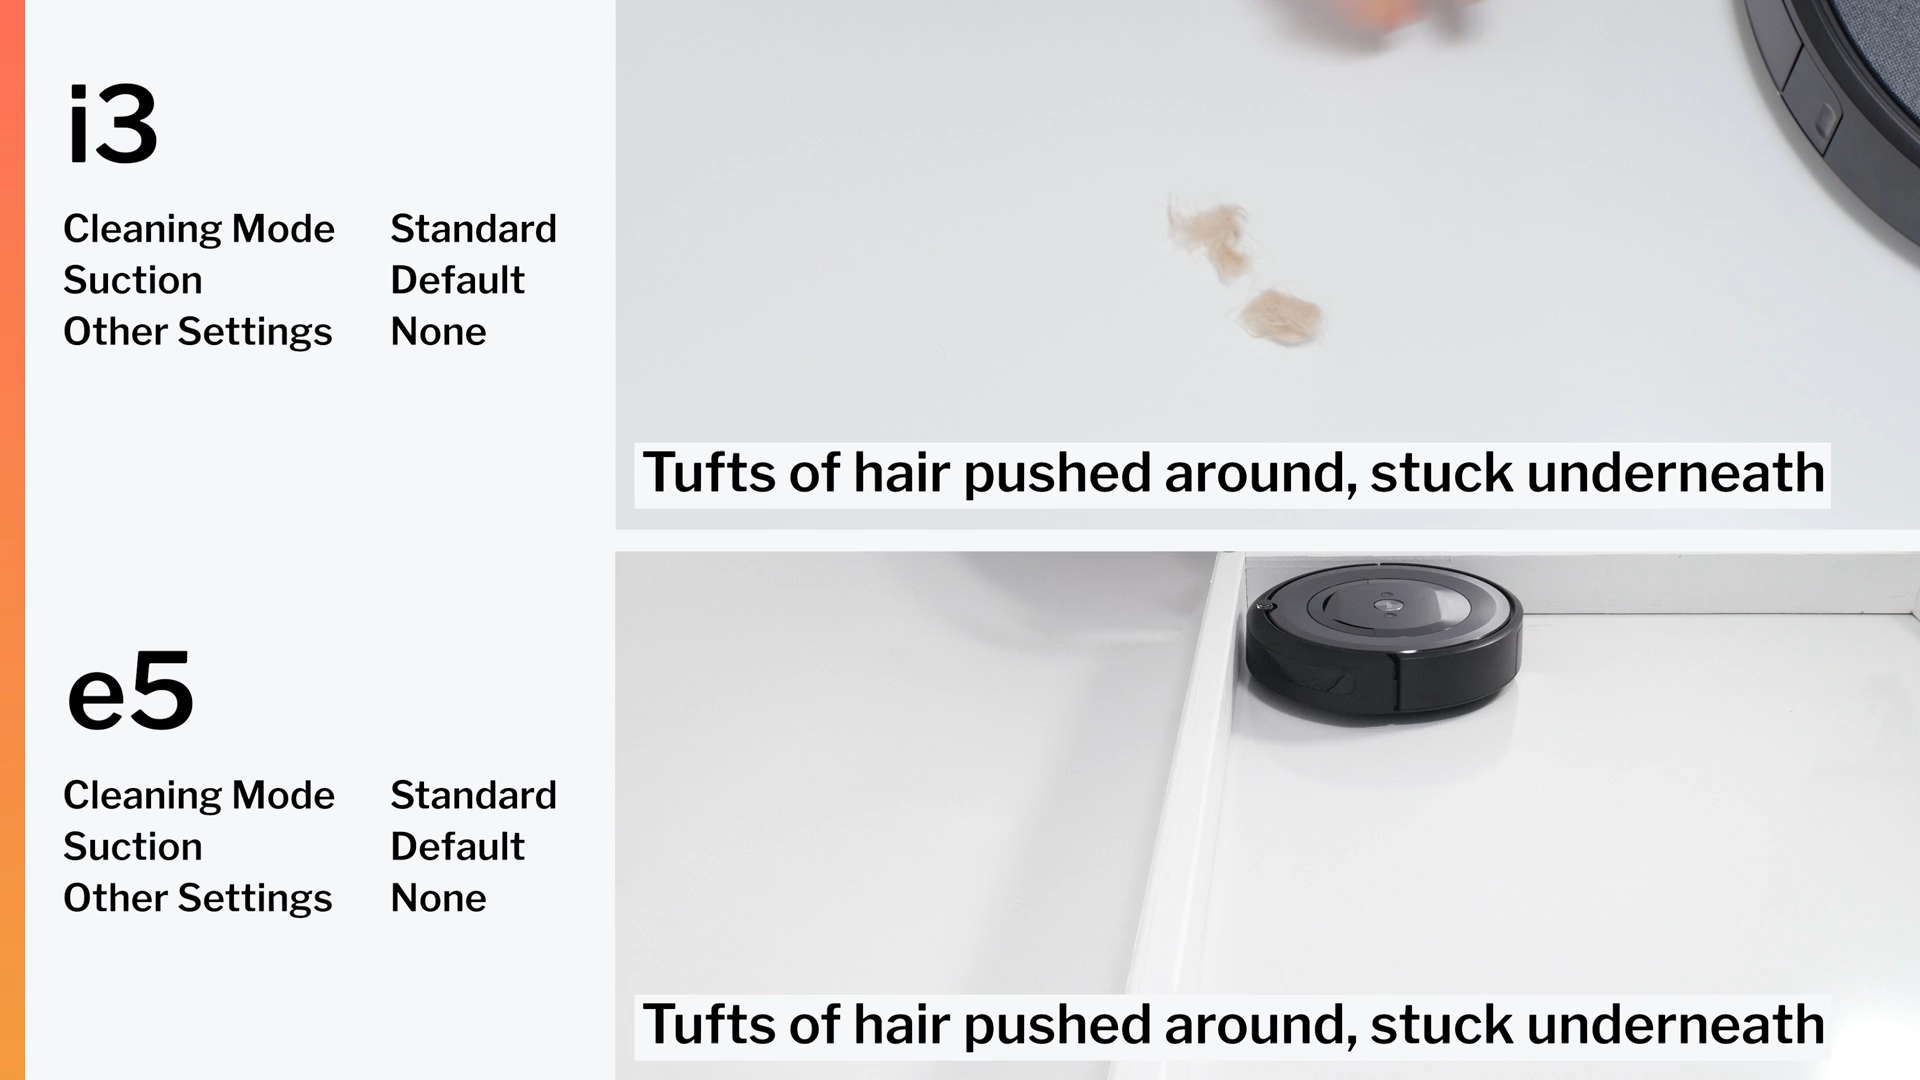 i3
Cleaning Mode Standard
Suction Default
Other Settings None
Tufts of hair pushed around, stuck underneath
e5
Cleaning Mode Standard
Suction Default
Other Settings None
Tufts of hair pushed around, stuck underneath